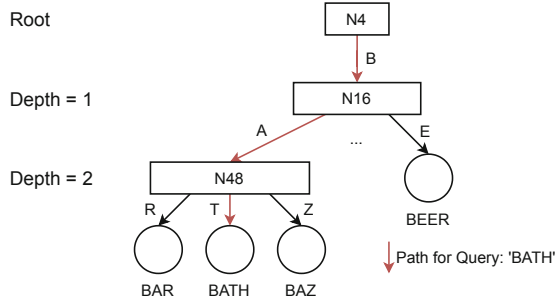 Root
N4
B
Depth = 1
N16
A
...
E
Depth = 2
N48
R
T
Z
BEER
Path for Query: 'BATH'
BAR
BATH
BAZ